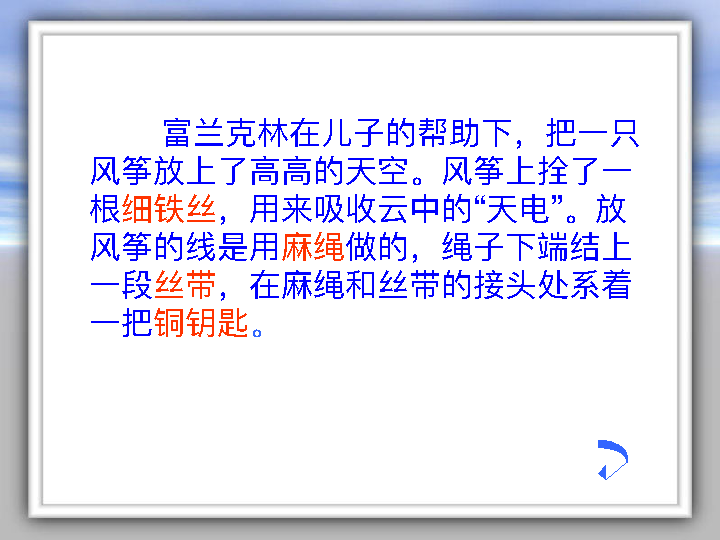 富兰克林在儿子的帮助下，把一只
风筝放上了高高的天空。风筝上拴了一
根细铁丝，用来吸收云中的“天电”。放
风筝的线是用麻绳做的，绳子下端结上
一段丝带，在麻绳和丝带的接头处系着
一把铜钥匙。